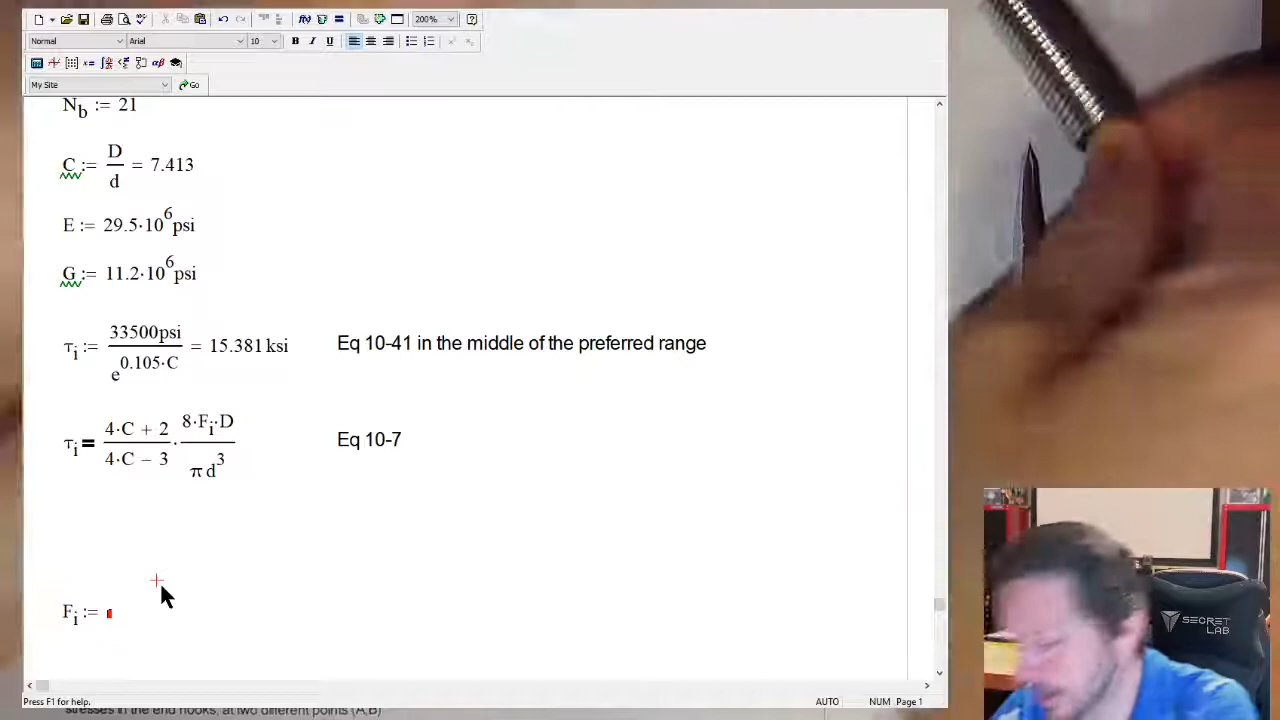 200%
Normal Arial 10 B I U
My Site Go
N_b := 21
C := D/d = 7.413
E := 29.5·10^6 psi
G := 11.2·10^6 psi
τ_i := 33500psi / e^(0.105·C) = 15.381 ksi Eq 10-41 in the middle of the preferred range
τ_i = (4·C + 2)/(4·C − 3) · (8·F_i·D)/(π d^3) Eq 10-7
F_i :=
Press F1 for help. AUTO NUM Page 1
stresses in the end hooks, at two different points (A,B)
SECRET
LAB